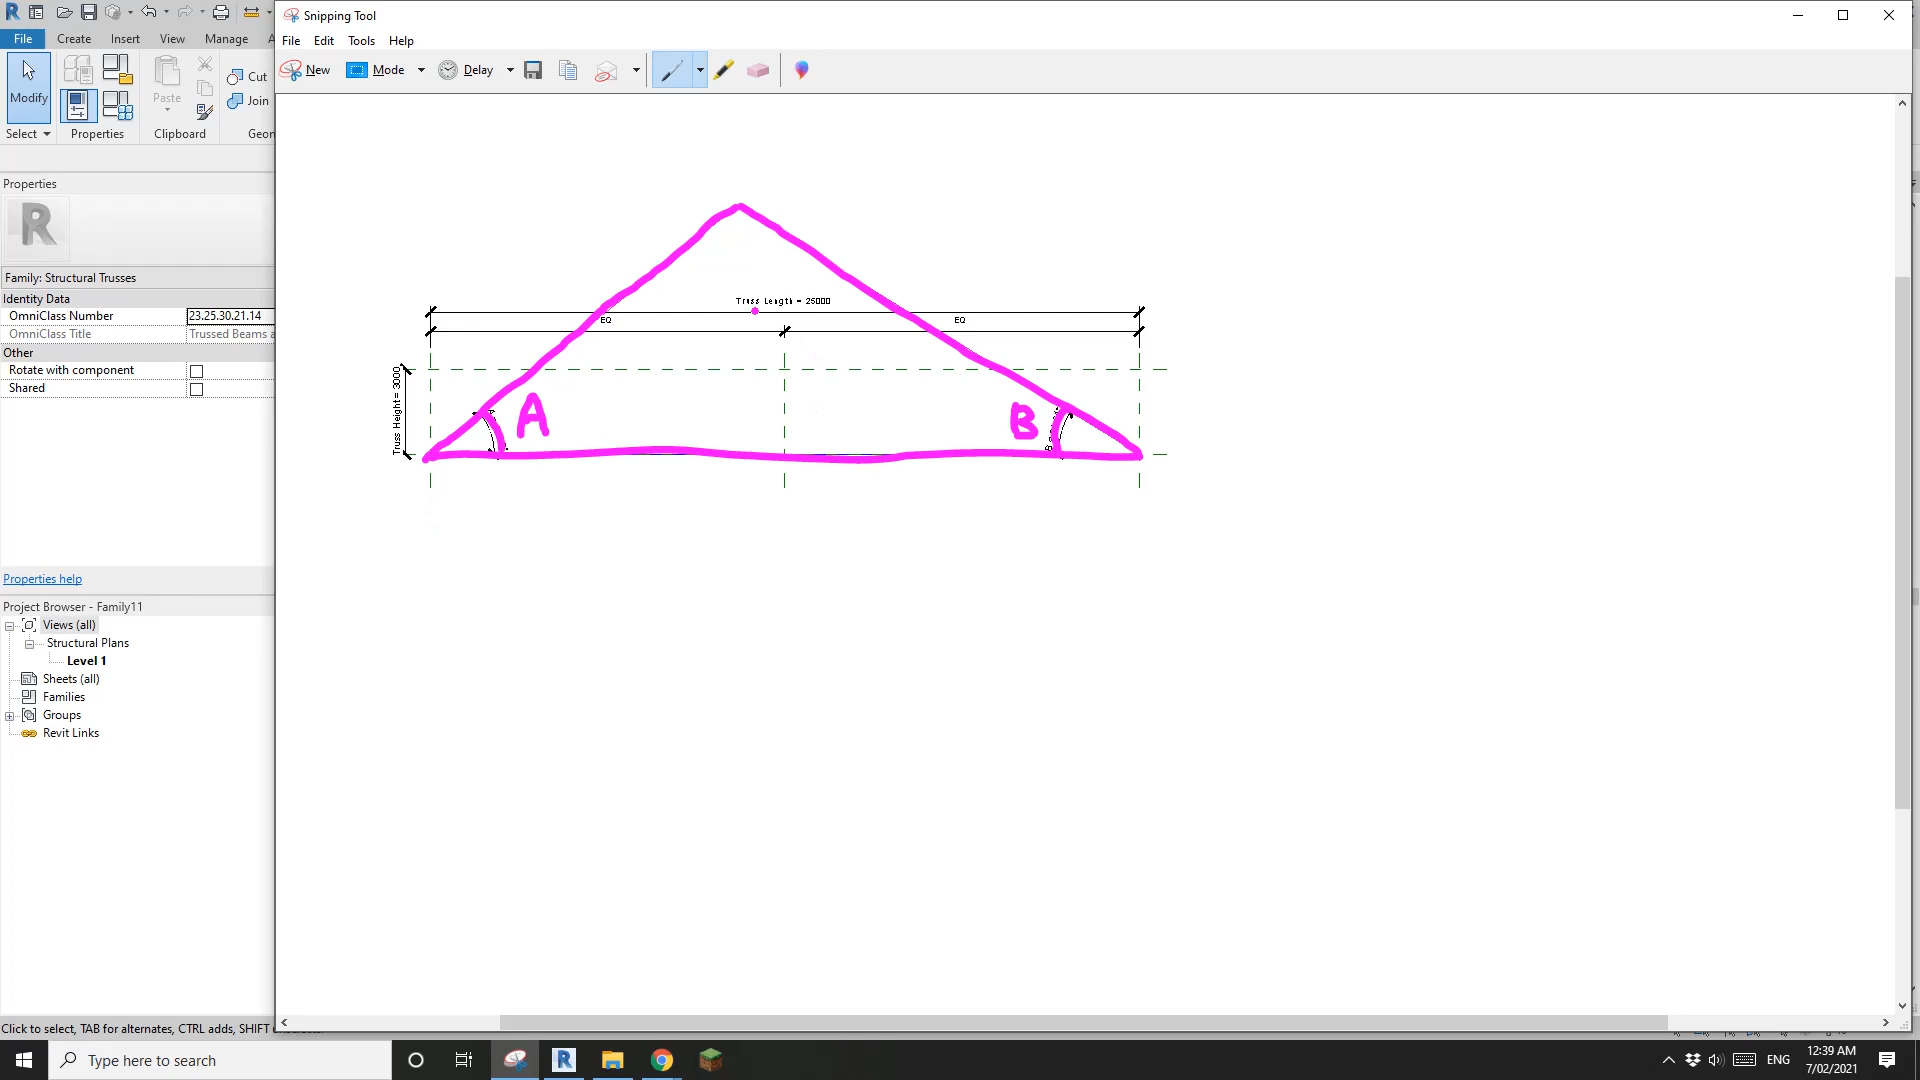 Snipping Tool
File Edit Tools Help
New Mode Delay
File Create Insert View Manage A
Modify
Paste
Cut
Join
Select Properties Clipboard Geon
Properties
Family: Structural Trusses
Identity Data
OmniClass Number 23.25.30.21.14
OmniClass Title Trussed Beams a
Other
Rotate with component
Shared
Properties help
Project Browser - Family11
Views (all)
Structural Plans
Level 1
Sheets (all)
Families
Groups
Revit Links
Truss Length = 25000
EQ EQ
Truss Height = 3000
A B
Click to select, TAB for alternates, CTRL adds, SHIFT
Type here to search
ENG
12:39 AM
7/02/2021